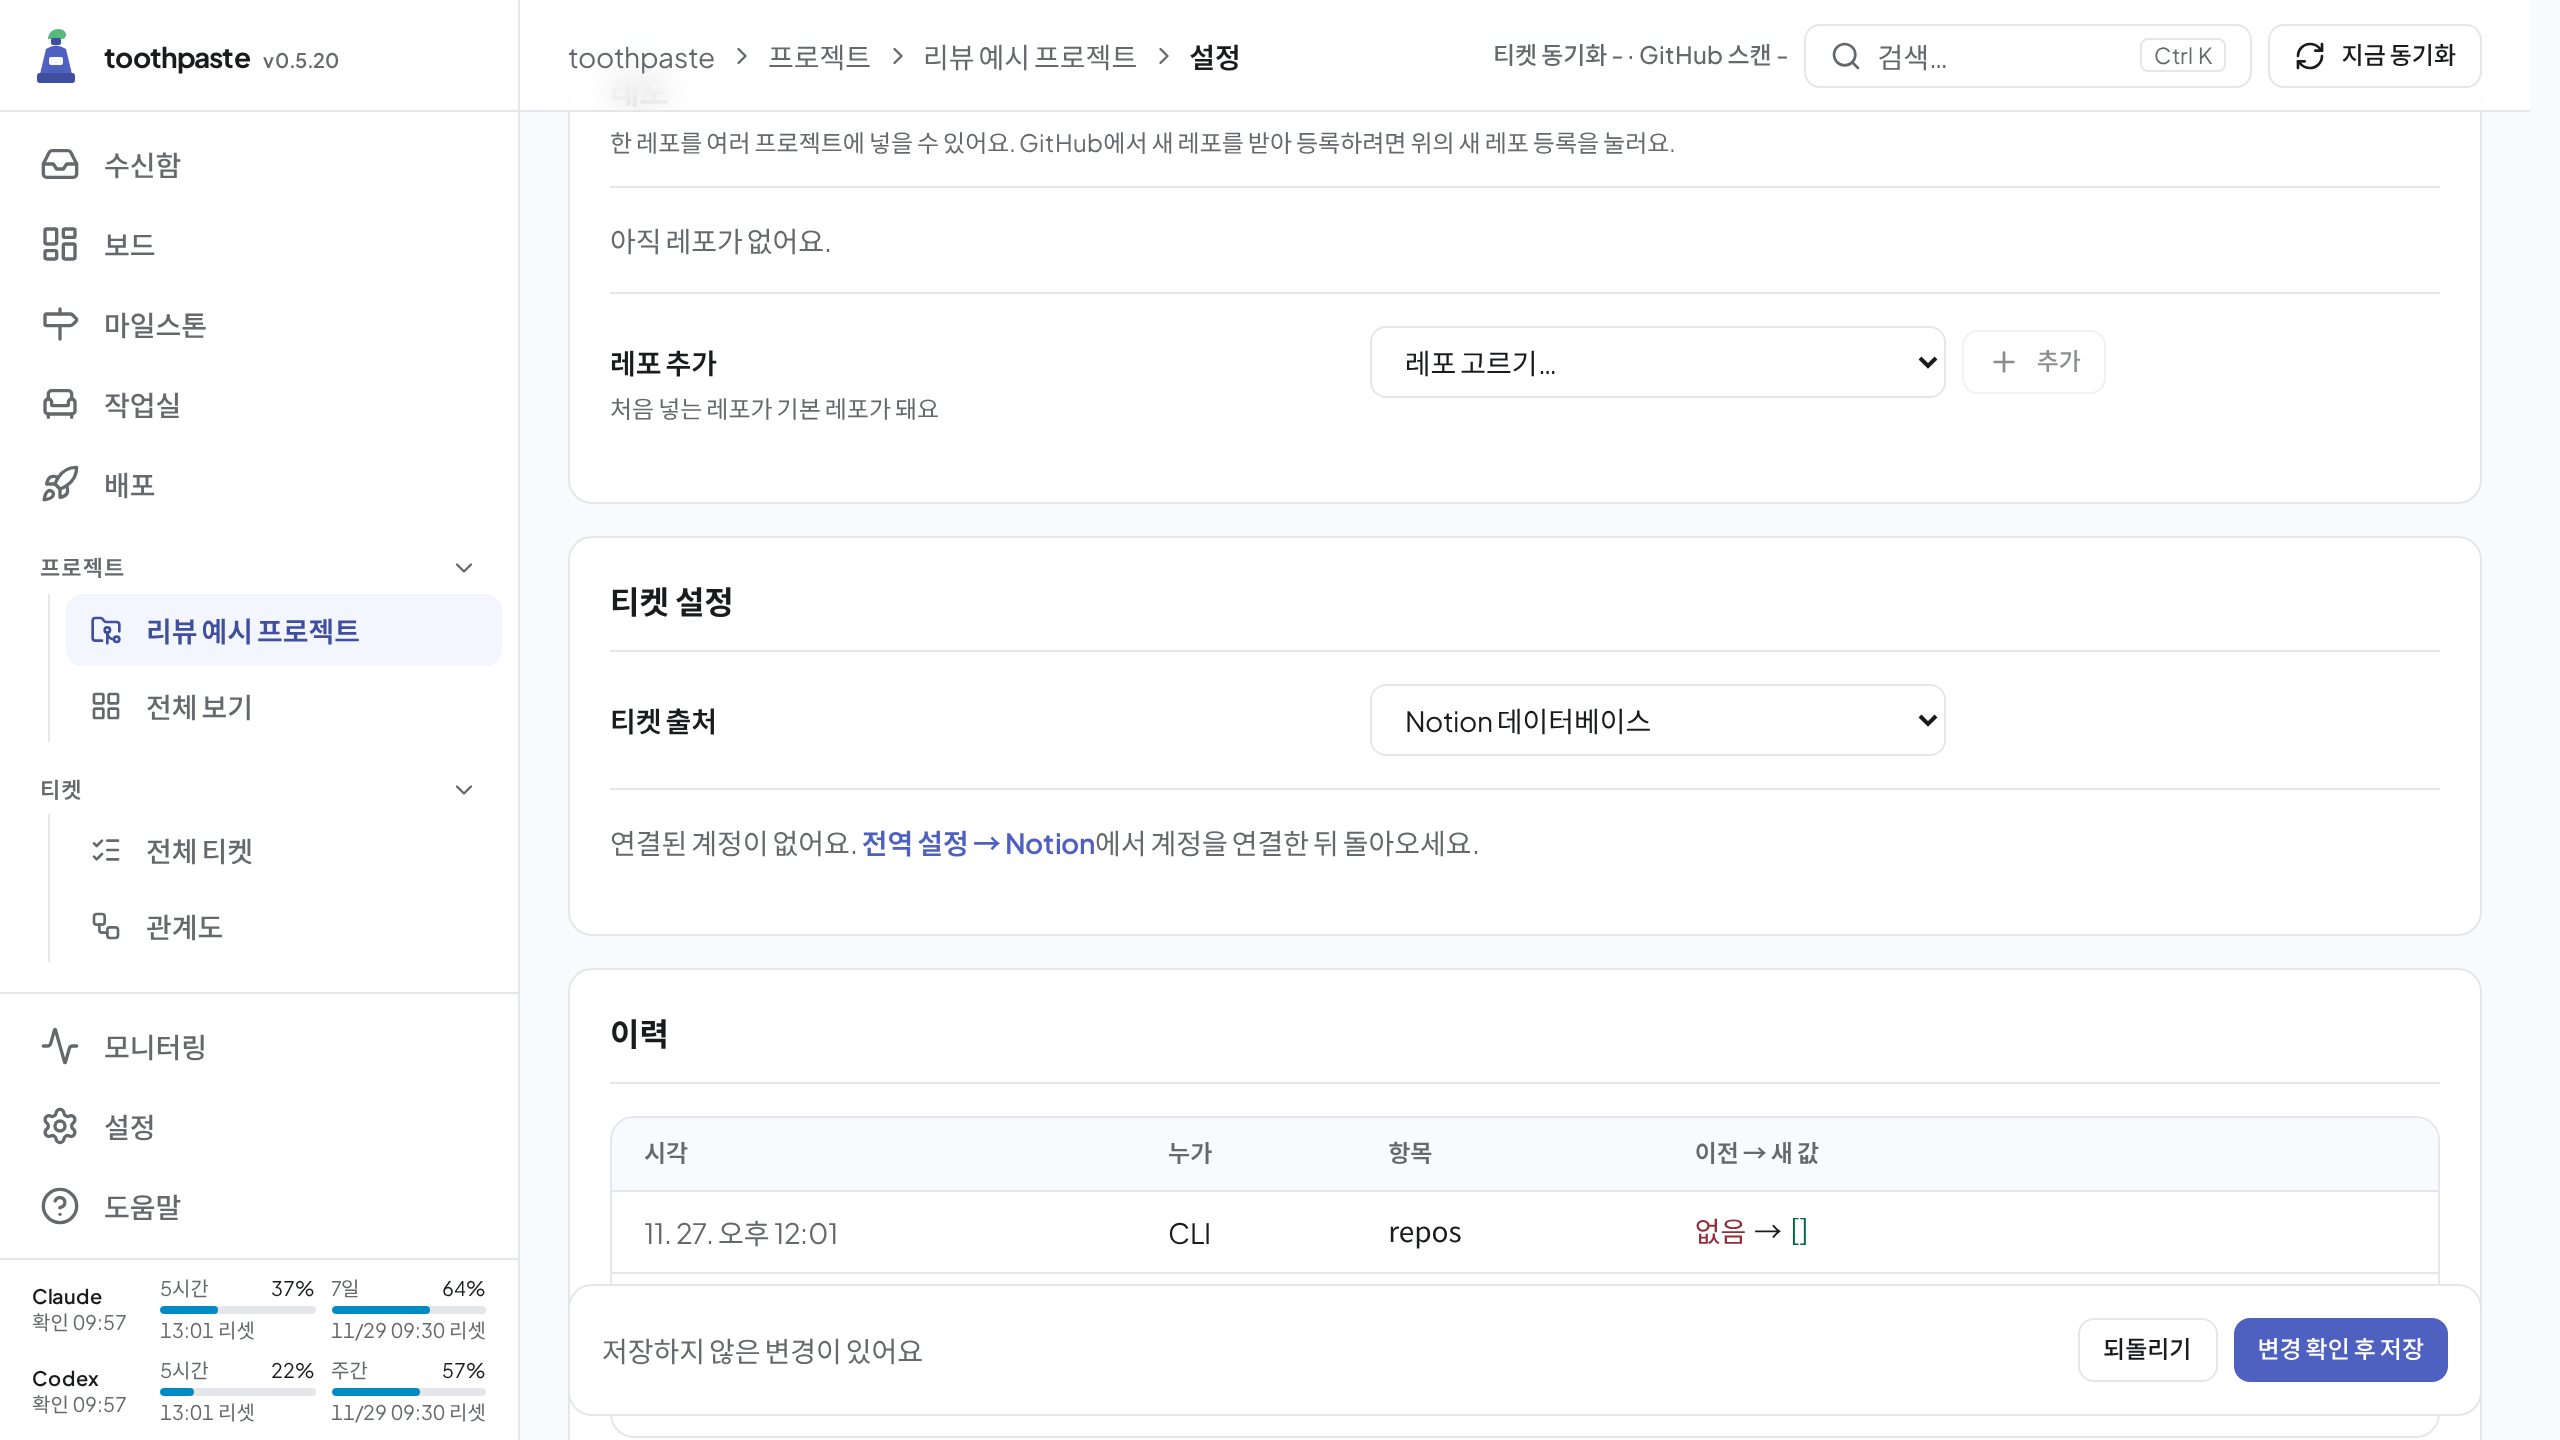 toothpaste v0.5.20
수신함
보드
마일스톤
작업실
배포
프로젝트
리뷰 예시 프로젝트
전체 보기
티켓
전체 티켓
관계도
모니터링
설정
도움말
Claude
확인 09:57
5시간 37%
13:01 리셋
7일 64%
11/29 09:30 리셋
Codex
확인 09:57
5시간 22%
13:01 리셋
주간 57%
11/29 09:30 리셋
toothpaste > 프로젝트 > 리뷰 예시 프로젝트 > 설정
티켓 동기화 - · GitHub 스캔 -
검색... Ctrl K
지금 동기화
레포
한 레포를 여러 프로젝트에 넣을 수 있어요. GitHub에서 새 레포를 받아 등록하려면 위의 새 레포 등록을 눌러요.
아직 레포가 없어요.
레포 추가
처음 넣는 레포가 기본 레포가 돼요
레포 고르기...
추가
티켓 설정
티켓 출처
Notion 데이터베이스
연결된 계정이 없어요. 전역 설정 → Notion에서 계정을 연결한 뒤 돌아오세요.
이력
시각 누가 항목 이전 → 새 값
11. 27. 오후 12:01 CLI repos 없음 → []
저장하지 않은 변경이 있어요
되돌리기
변경 확인 후 저장